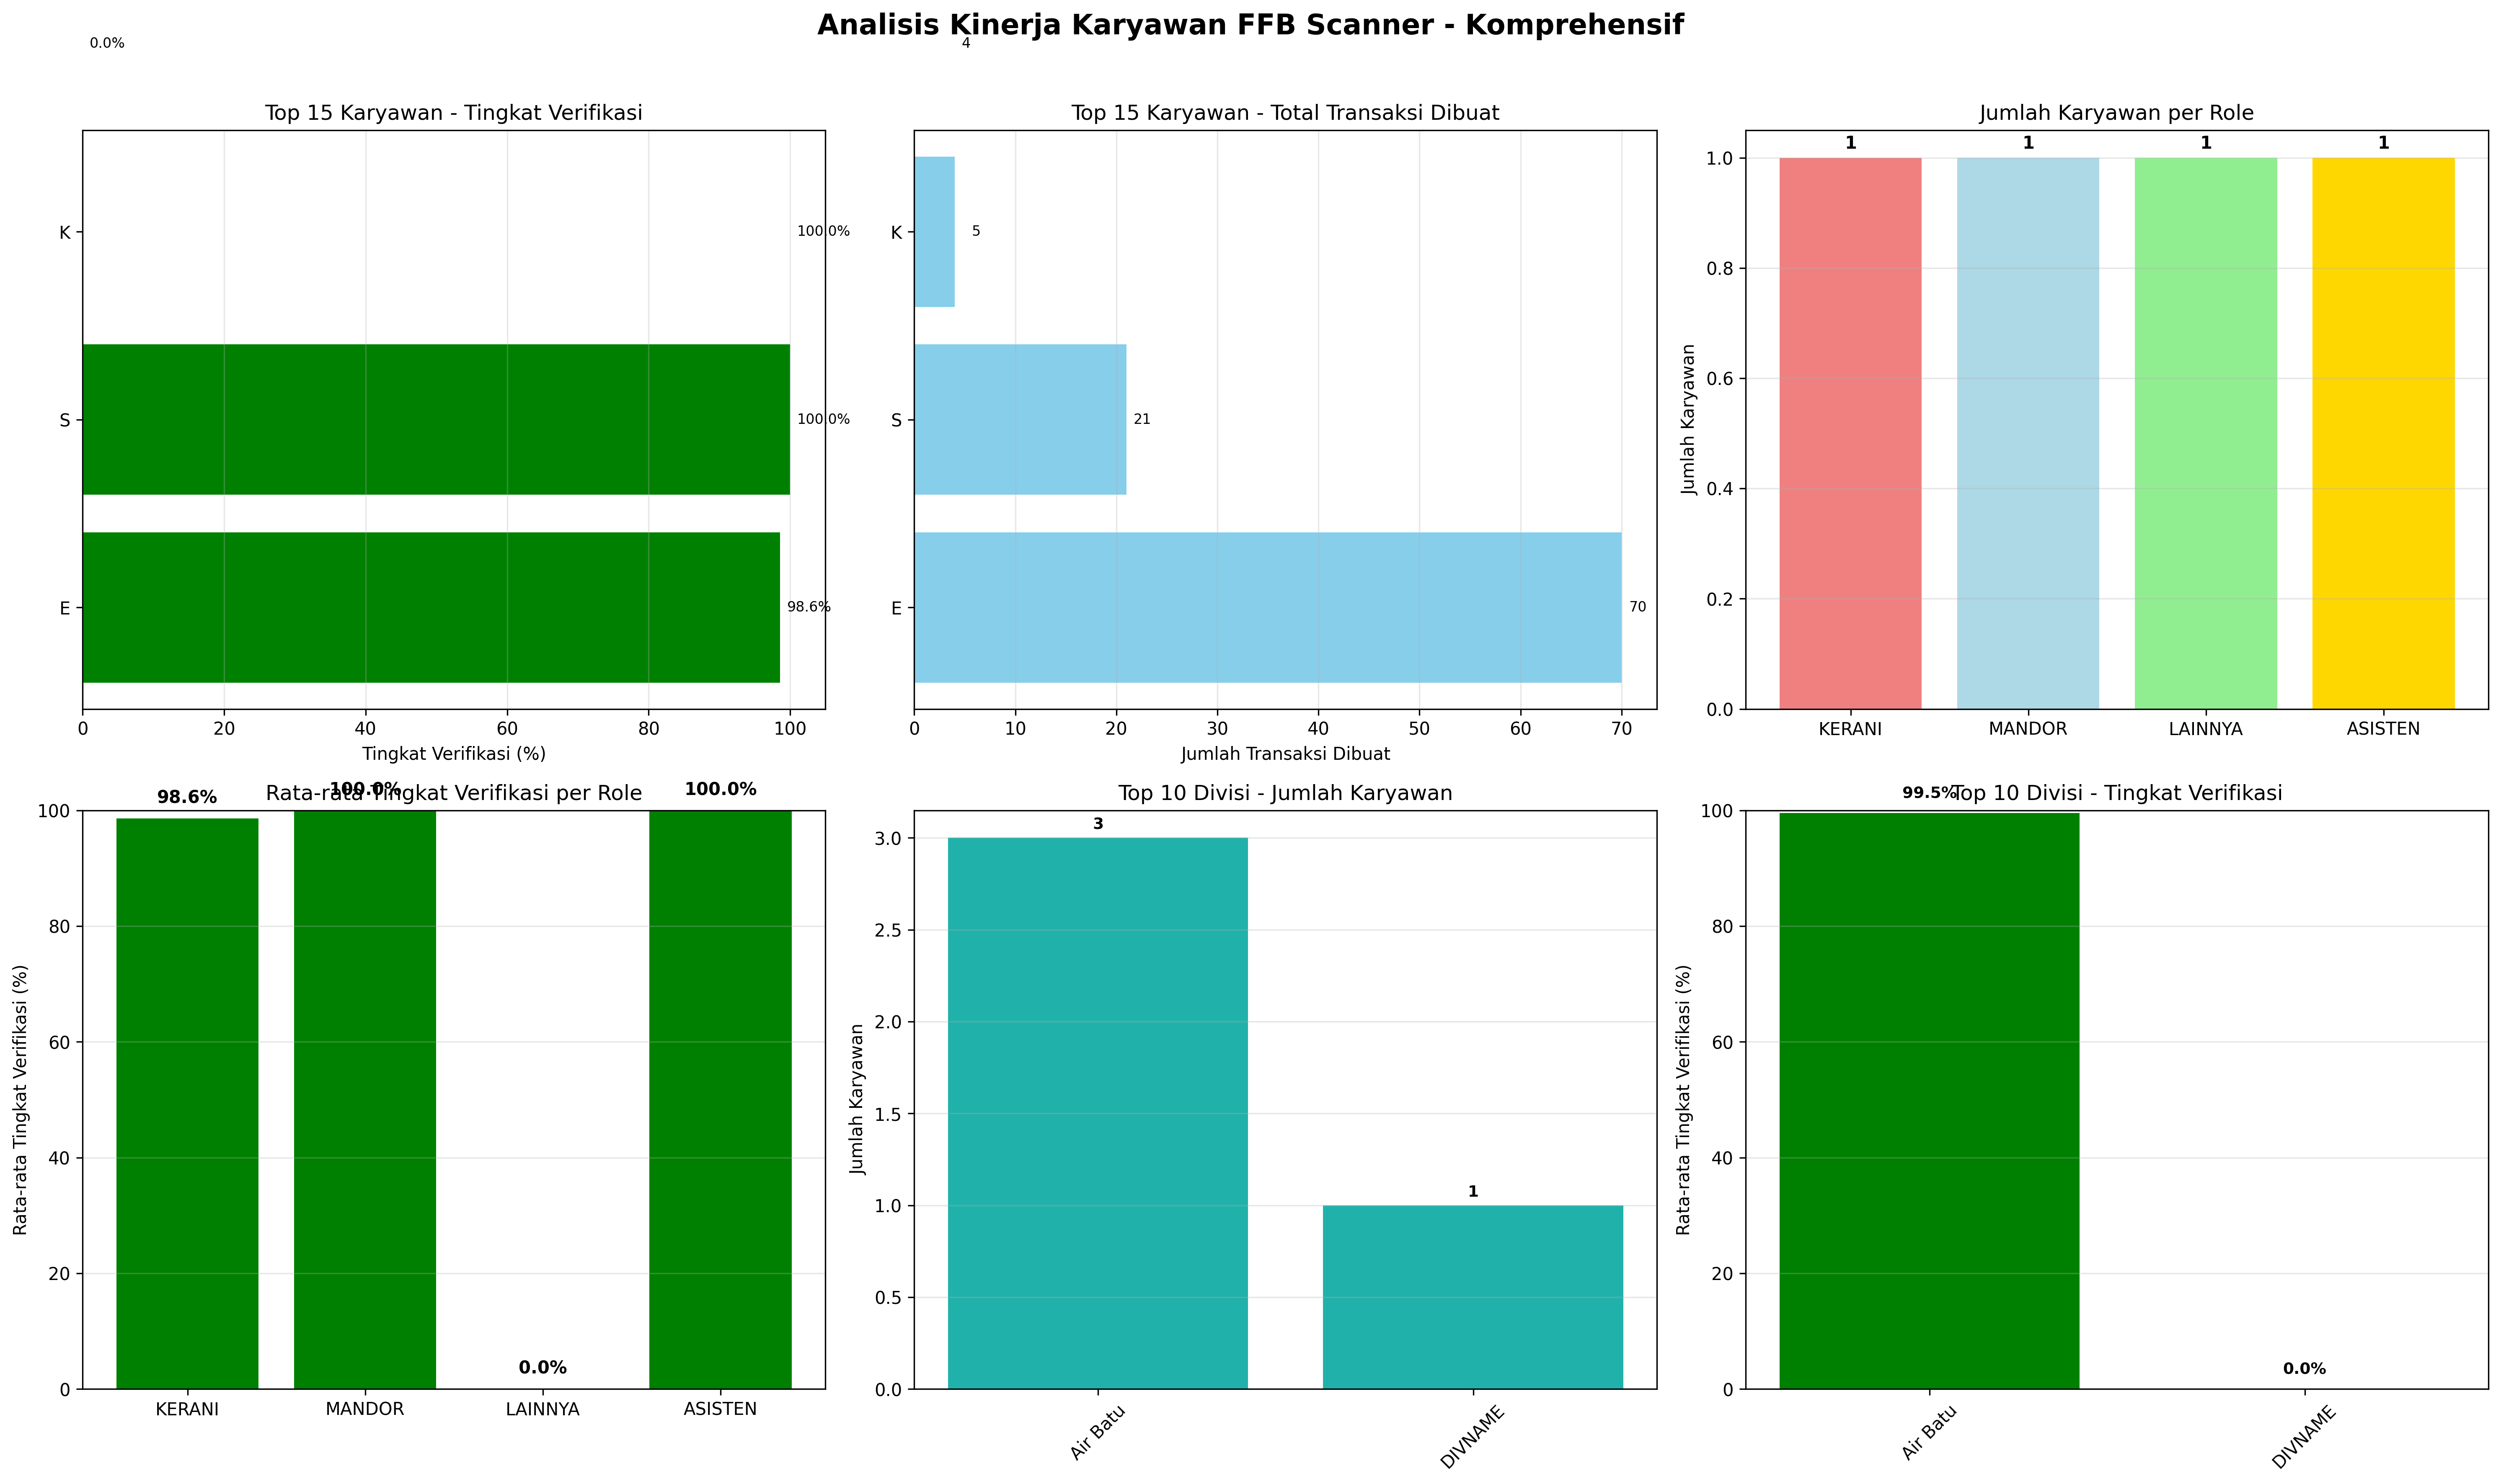 Analisis Kinerja Karyawan FFB Scanner - Komprehensif
0.0%
4
Top 15 Karyawan - Tingkat Verifikasi
K
100.0%
S
100.0%
E
98.6%
0 20 40 60 80 100
Tingkat Verifikasi (%)
Top 15 Karyawan - Total Transaksi Dibuat
K
5
S
21
E
70
0 10 20 30 40 50 60 70
Jumlah Transaksi Dibuat
Jumlah Karyawan per Role
Jumlah Karyawan
1 1 1 1
1.0
0.8
0.6
0.4
0.2
0.0
KERANI MANDOR LAINNYA ASISTEN
Rata-rata Tingkat Verifikasi per Role
98.6% 100.0% 0.0% 100.0%
Rata-rata Tingkat Verifikasi (%)
100
80
60
40
20
0
KERANI MANDOR LAINNYA ASISTEN
Top 10 Divisi - Jumlah Karyawan
Jumlah Karyawan
3
1
3.0
2.5
2.0
1.5
1.0
0.5
0.0
Air Batu DIVNAME
Top 10 Divisi - Tingkat Verifikasi
99.5%
0.0%
Rata-rata Tingkat Verifikasi (%)
100
80
60
40
20
0
Air Batu DIVNAME